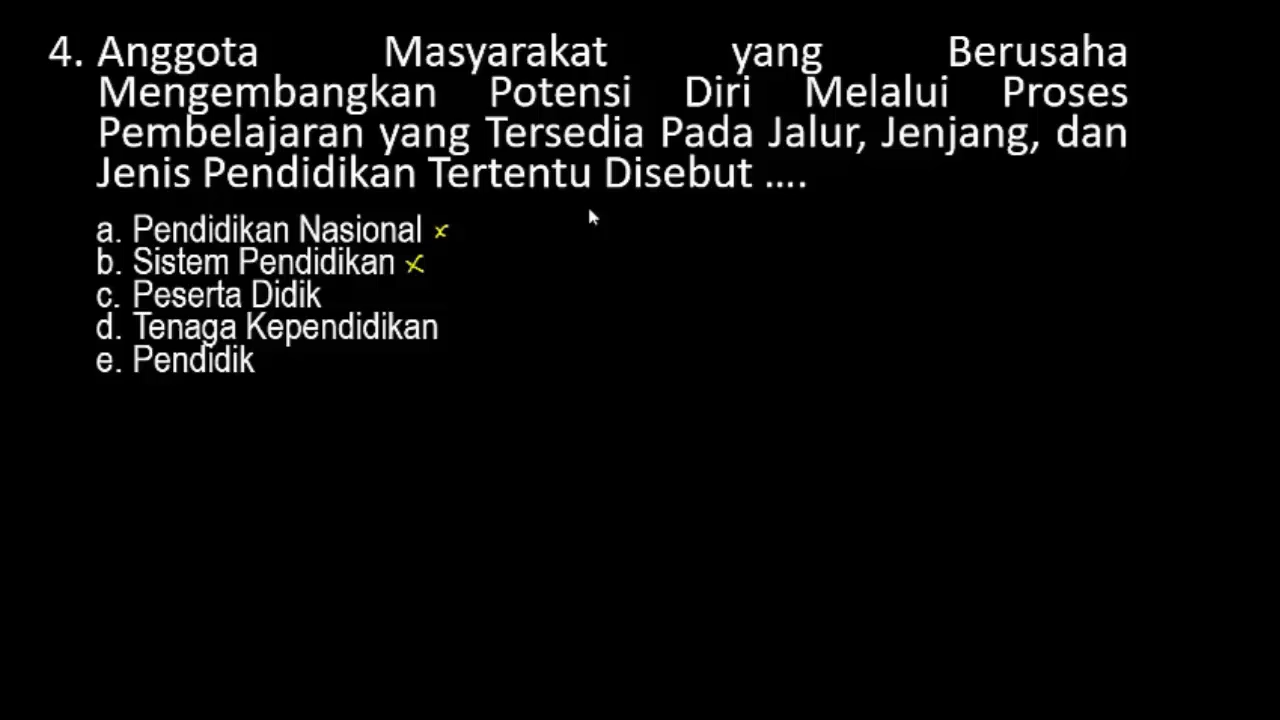 4. Anggota Masyarakat yang Berusaha
Mengembangkan Potensi Diri Melalui Proses
Pembelajaran yang Tersedia Pada Jalur, Jenjang, dan
Jenis Pendidikan Tertentu Disebut ....
a. Pendidikan Nasional x
b. Sistem Pendidikan x
c. Peserta Didik
d. Tenaga Kependidikan
e. Pendidik